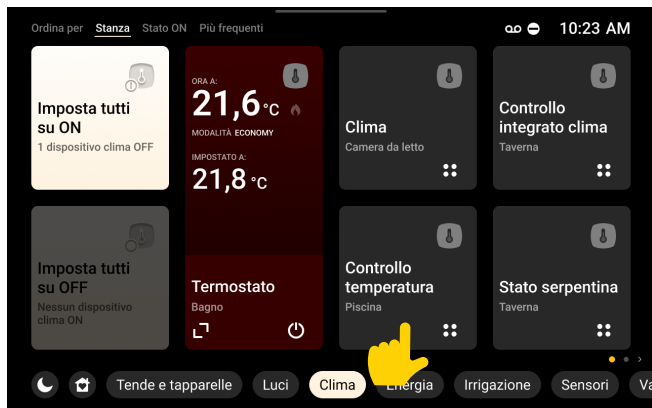 Ordina per Stanza Stato ON Più frequenti
10:23 AM
Imposta tutti
su ON
1 dispositivo clima OFF
ORA A:
21,6 °C
MODALITÀ ECONOMY
IMPOSTATO A:
21,8 °C
Clima
Camera da letto
Controllo
integrato clima
Taverna
Imposta tutti
su OFF
Nessun dispositivo
clima ON
Termostato
Bagno
Controllo
temperatura
Piscina
Stato serpentina
Taverna
Tende e tapparelle Luci Clima Energia Irrigazione Sensori Va